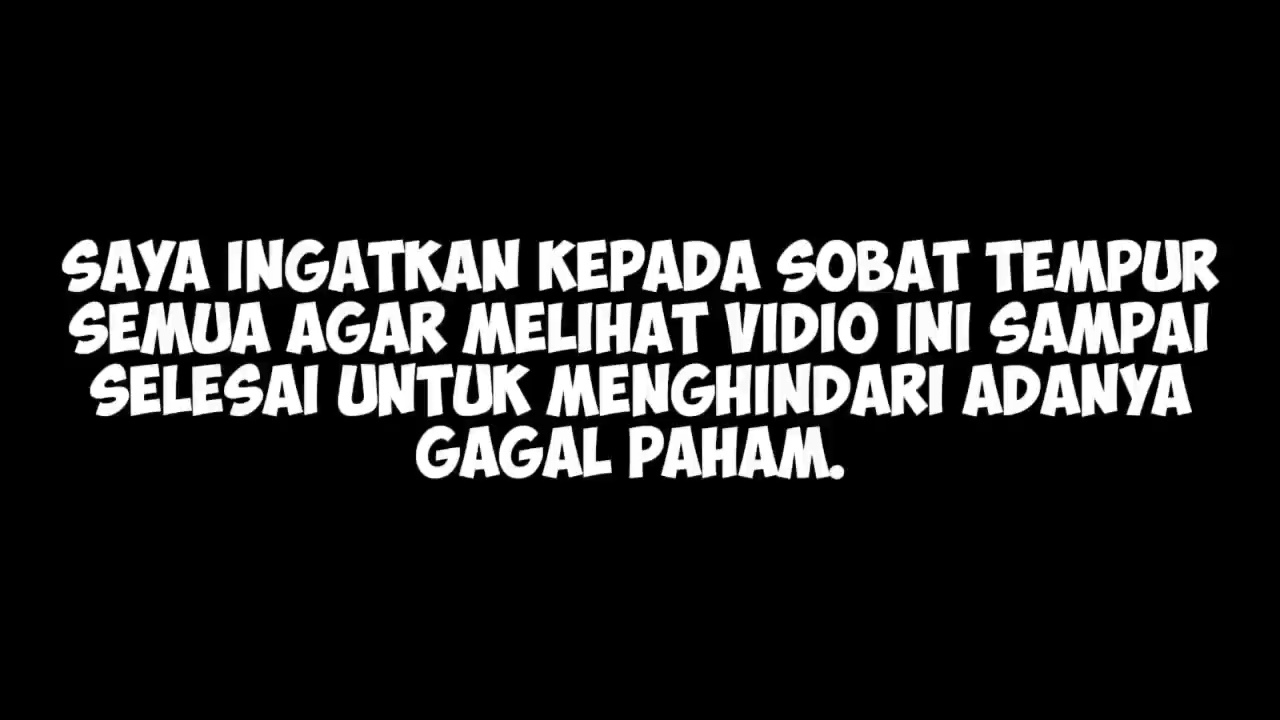 SAYA INGATKAN KEPADA SOBAT TEMPUR
SEMUA AGAR MELIHAT VIDIO INI SAMPAI
SELESAI UNTUK MENGHINDARI ADANYA
GAGAL PAHAM.